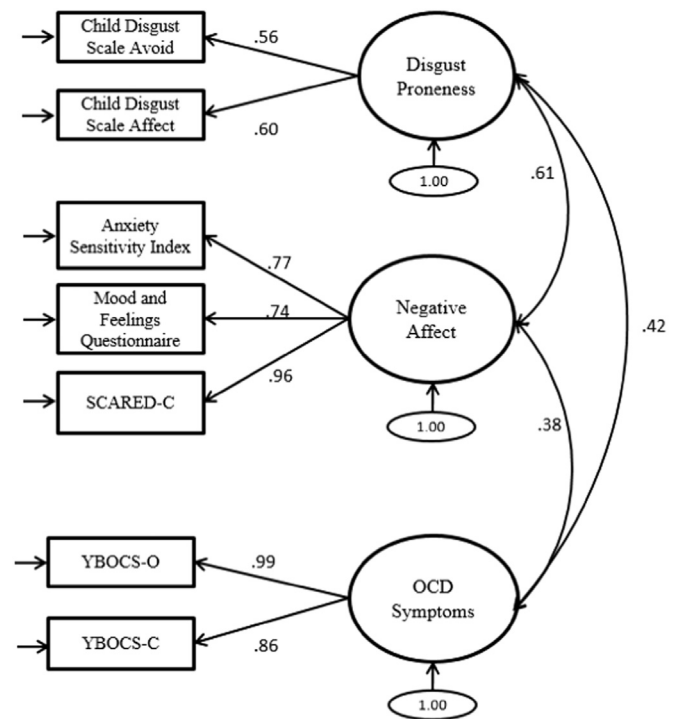 Child Disgust
Scale Avoid
.56
Disgust
Proneness
Child Disgust
Scale Affect
.60
1.00
.61
Anxiety
Sensitivity Index
.77
Mood and
Feelings
Questionnaire
.74
Negative
Affect
.42
SCARED-C
.96
1.00
.38
YBOCS-O
.99
OCD
Symptoms
YBOCS-C
.86
1.00